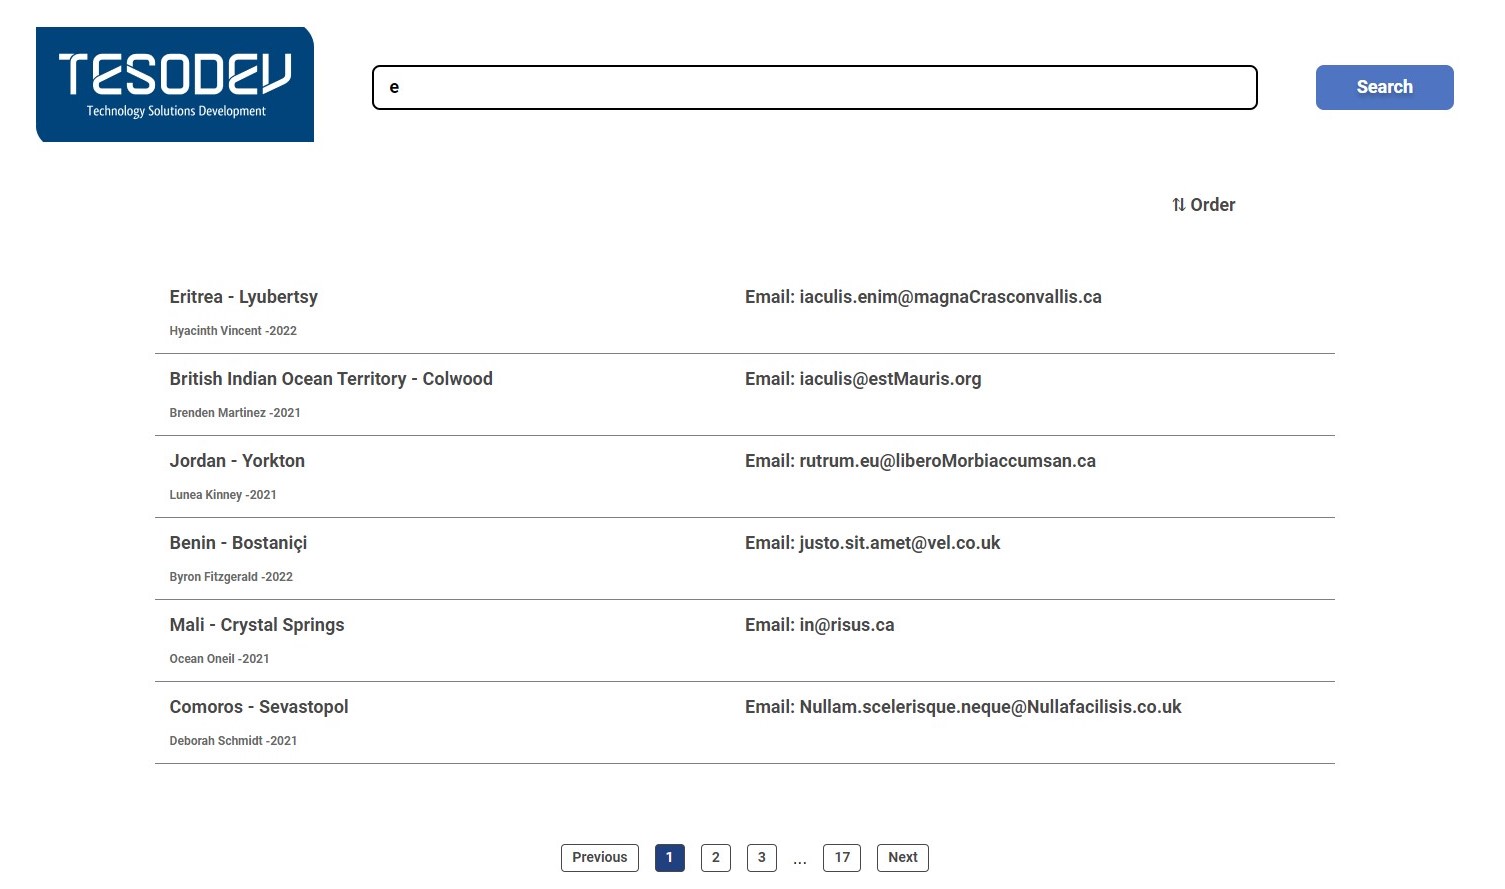 TESODEV
Technology Solutions Development
e
Search
Order
Eritrea - Lyubertsy
Email: iaculis.enim@magnaCrasconvallis.ca
Hyacinth Vincent -2022
British Indian Ocean Territory - Colwood
Email: iaculis@estMauris.org
Brenden Martinez -2021
Jordan - Yorkton
Email: rutrum.eu@liberoMorbiaccumsan.ca
Lunea Kinney -2021
Benin - Bostaniçi
Email: justo.sit.amet@vel.co.uk
Byron Fitzgerald -2022
Mali - Crystal Springs
Email: in@risus.ca
Ocean Oneil -2021
Comoros - Sevastopol
Email: Nullam.scelerisque.neque@Nullafacilisis.co.uk
Deborah Schmidt -2021
Previous 1 2 3 ... 17 Next